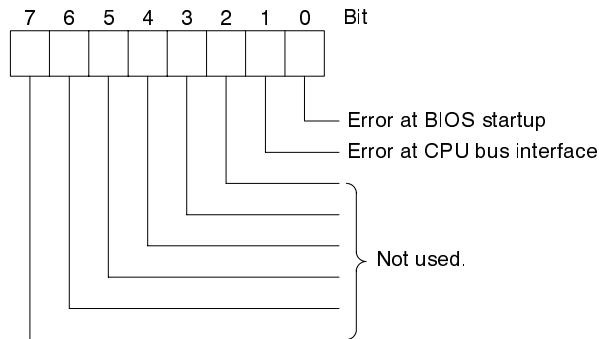 7 6 5 4 3 2 1 0 Bit
Error at BIOS startup
Error at CPU bus interface
Not used.